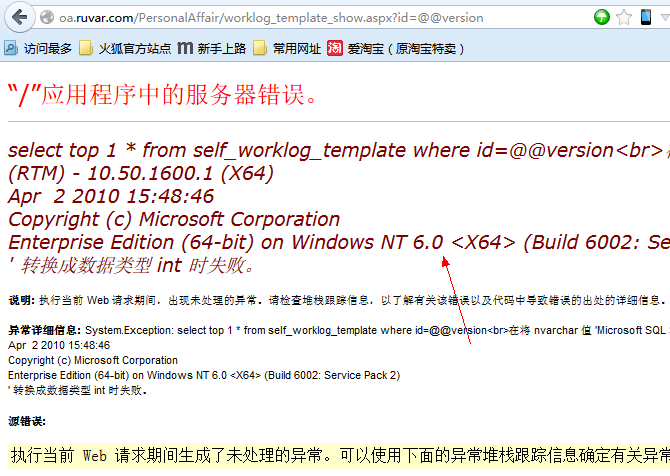 oa.ruvar.com/PersonalAffair/worklog_template_show.aspx?id=@@version
访问最多 火狐官方站点 m 新手上路 常用网址 淘 爱淘宝（原淘宝特卖）
“/”应用程序中的服务器错误。
select top 1 * from self_worklog_template where id=@@version<br>在
(RTM) - 10.50.1600.1 (X64)
Apr 2 2010 15:48:46
Copyright (c) Microsoft Corporation
Enterprise Edition (64-bit) on Windows NT 6.0 <X64> (Build 6002: Se
' 转换成数据类型 int 时失败。
说明: 执行当前 Web 请求期间，出现未处理的异常。请检查堆栈跟踪信息，以了解有关该错误以及代码中导致错误的出处的详细信息。
异常详细信息: System.Exception: select top 1 * from self_worklog_template where id=@@version<br>在将 nvarchar 值 'Microsoft SQL
Apr 2 2010 15:48:46
Copyright (c) Microsoft Corporation
Enterprise Edition (64-bit) on Windows NT 6.0 <X64> (Build 6002: Service Pack 2)
' 转换成数据类型 int 时失败。
源错误:
执行当前 Web 请求期间生成了未处理的异常。可以使用下面的异常堆栈跟踪信息确定有关异常